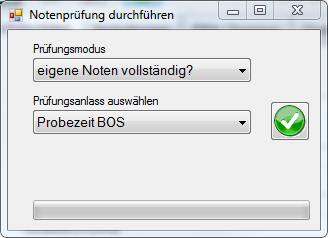 Notenprüfung durchführen
Prüfungsmodus
eigene Noten vollständig?
Prüfungsanlass auswählen
Probezeit BOS